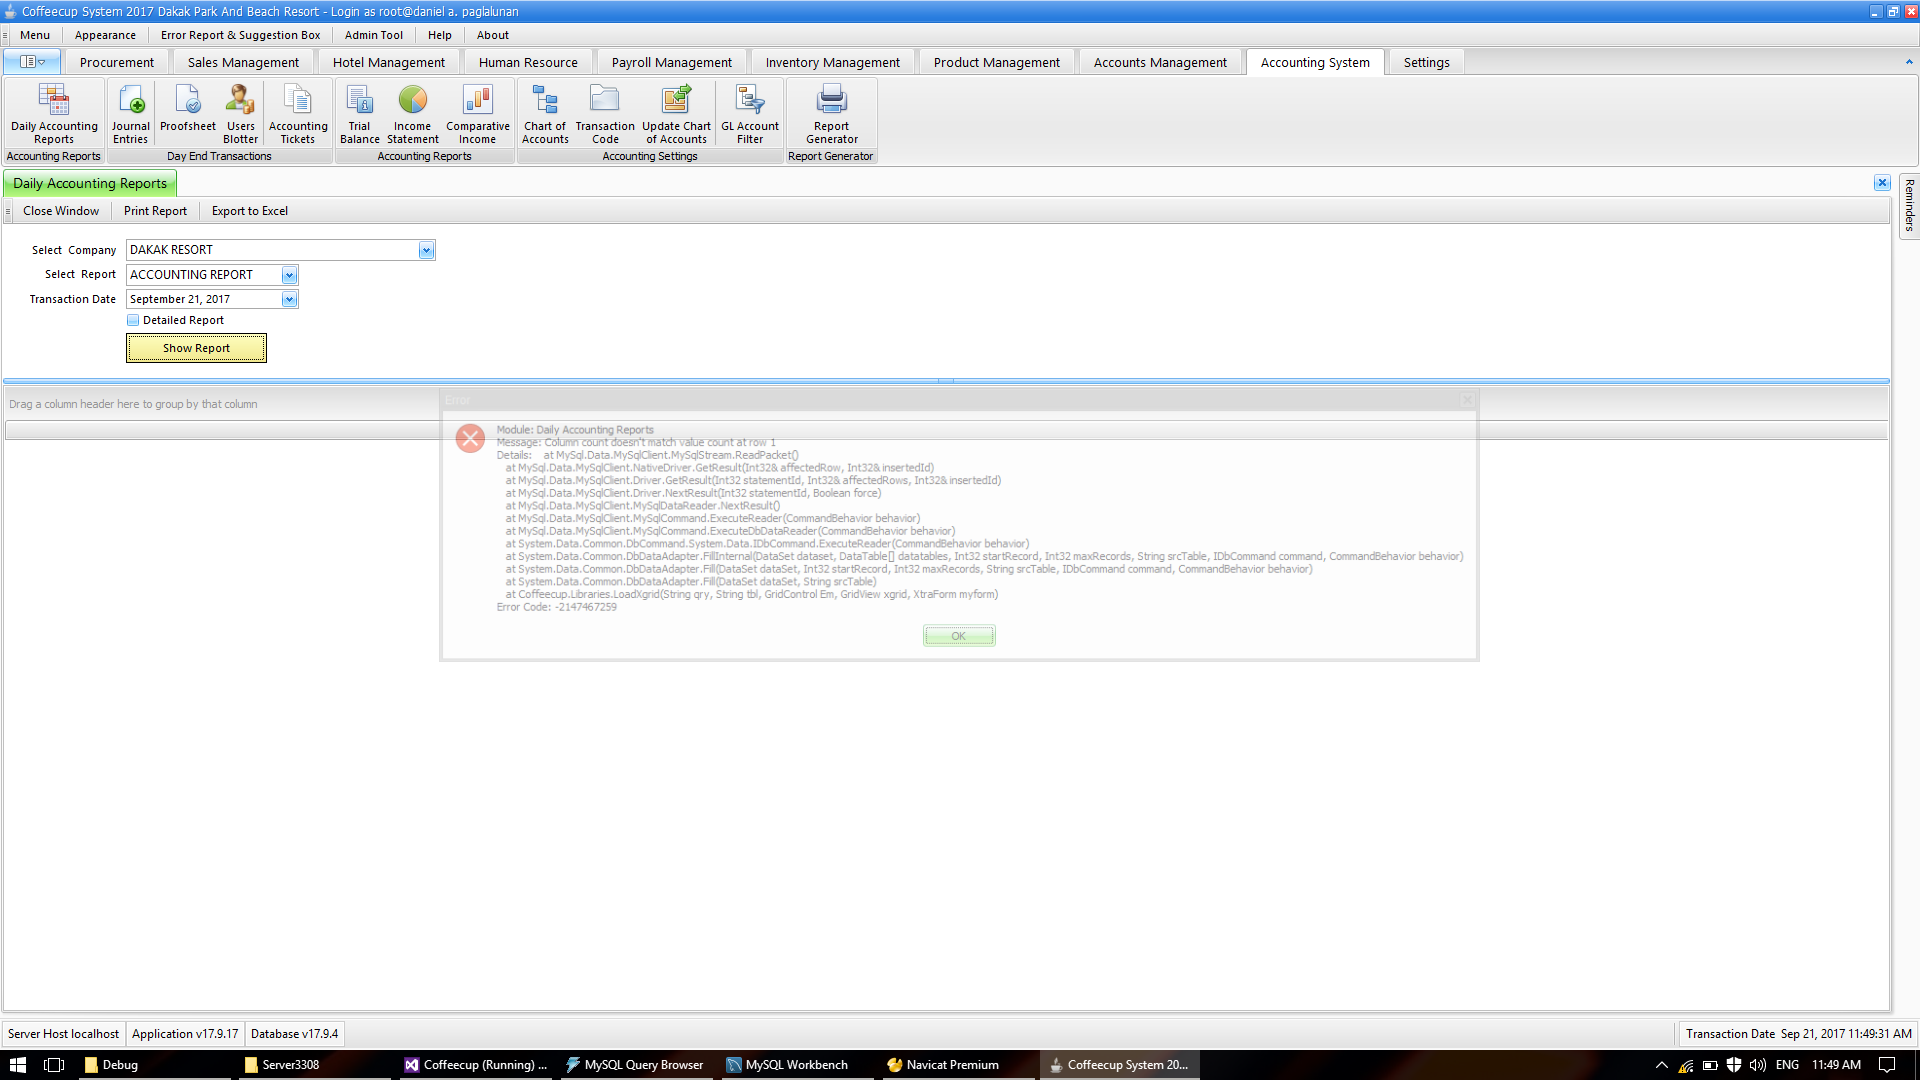 Coffeecup System 2017 Dakak Park And Beach Resort - Login as root@daniel a. paglalunan
Menu Appearance Error Report & Suggestion Box Admin Tool Help About
Procurement Sales Management Hotel Management Human Resource Payroll Management Inventory Management Product Management Accounts Management Accounting System Settings
Daily Accounting Reports
Journal Entries
Proofsheet
Users Blotter
Accounting Tickets
Trial Balance
Income Statement
Comparative Income
Chart of Accounts
Transaction Code
Update Chart of Accounts
GL Account Filter
Report Generator
Accounting Reports Day End Transactions Accounting Reports Accounting Settings Report Generator
Daily Accounting Reports
Reminders
Close Window Print Report Export to Excel
Select Company DAKAK RESORT
Select Report ACCOUNTING REPORT
Transaction Date September 21, 2017
Detailed Report
Show Report
Drag a column header here to group by that column
Error
Module: Daily Accounting Reports
Message: Column count doesn't match value count at row 1
Details: at MySql.Data.MySqlClient.MySqlStream.ReadPacket()
at MySql.Data.MySqlClient.NativeDriver.GetResult(Int32& affectedRow, Int32& insertedId)
at MySql.Data.MySqlClient.Driver.GetResult(Int32 statementId, Int32& affectedRows, Int32& insertedId)
at MySql.Data.MySqlClient.Driver.NextResult(Int32 statementId, Boolean force)
at MySql.Data.MySqlClient.MySqlDataReader.NextResult()
at MySql.Data.MySqlClient.MySqlCommand.ExecuteReader(CommandBehavior behavior)
at MySql.Data.MySqlClient.MySqlCommand.ExecuteDbDataReader(CommandBehavior behavior)
at System.Data.Common.DbCommand.System.Data.IDbCommand.ExecuteReader(CommandBehavior behavior)
at System.Data.Common.DbDataAdapter.FillInternal(DataSet dataset, DataTable[] datatables, Int32 startRecord, Int32 maxRecords, String srcTable, IDbCommand command, CommandBehavior behavior)
at System.Data.Common.DbDataAdapter.Fill(DataSet dataSet, Int32 startRecord, Int32 maxRecords, String srcTable, IDbCommand command, CommandBehavior behavior)
at System.Data.Common.DbDataAdapter.Fill(DataSet dataSet, String srcTable)
at Coffeecup.Libraries.LoadXgrid(String qry, String tbl, GridControl Em, GridView xgrid, XtraForm myform)
Error Code: -2147467259
OK
Server Host localhost Application v17.9.17 Database v17.9.4 Transaction Date Sep 21, 2017 11:49:31 AM
Debug Server3308 Coffeecup (Running) ... MySQL Query Browser MySQL Workbench Navicat Premium Coffeecup System 20... ENG 11:49 AM